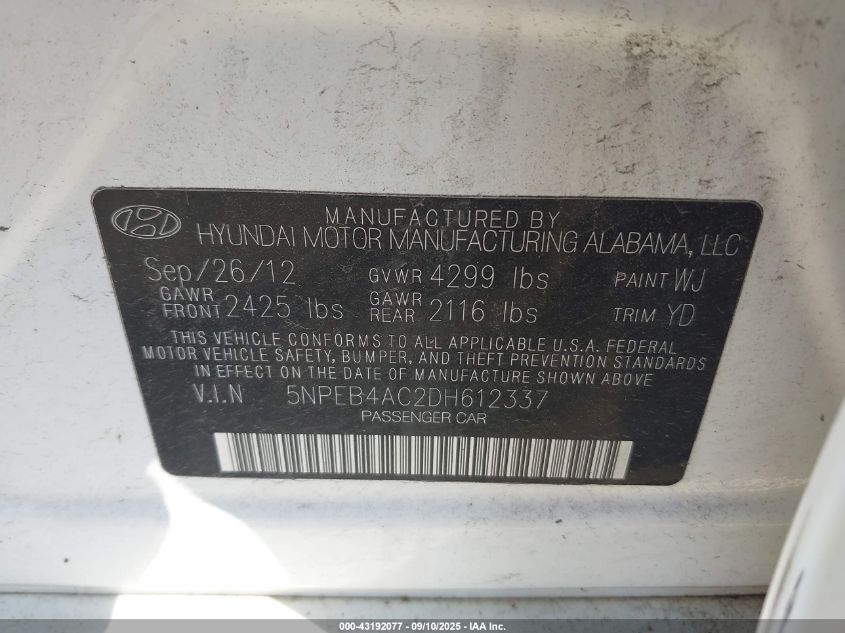 MANUFACTURED BY
HYUNDAI MOTOR MANUFACTURING ALABAMA, LLC
Sep/26/12 GVWR 4299 lbs PAINT WJ
GAWR FRONT 2425 lbs GAWR REAR 2116 lbs TRIM YD
THIS VEHICLE CONFORMS TO ALL APPLICABLE U.S.A. FEDERAL
MOTOR VEHICLE SAFETY, BUMPER, AND THEFT PREVENTION STANDARDS
IN EFFECT ON THE DATE OF MANUFACTURE SHOWN ABOVE
V.I.N 5NPEB4AC2DH612337
PASSENGER CAR
000-43192077 - 09/10/2025 - IAA Inc.